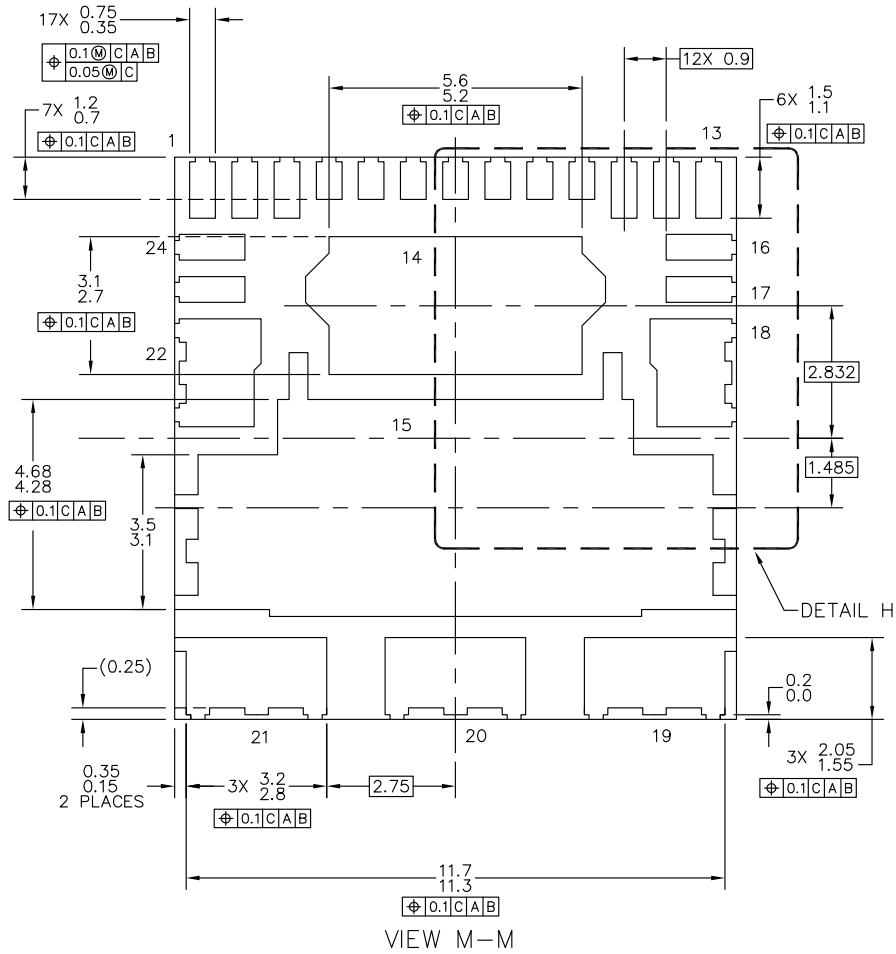 17X 0.75
0.35
⌖ 0.1Ⓜ C A B
0.05Ⓜ C
7X 1.2
0.7
⌖ 0.1 C A B
5.6
5.2
⌖ 0.1 C A B
12X 0.9
6X 1.5
1.1
⌖ 0.1 C A B
1
13
24
14
16
3.1
2.7
⌖ 0.1 C A B
17
22
18
2.832
15
1.485
4.68
4.28
⌖ 0.1 C A B
3.5
3.1
DETAIL H
(0.25)
0.2
0.0
21
20
19
3X 2.05
1.55
⌖ 0.1 C A B
0.35
0.15
2 PLACES
3X 3.2
2.8
⌖ 0.1 C A B
2.75
11.7
11.3
⌖ 0.1 C A B
VIEW M-M